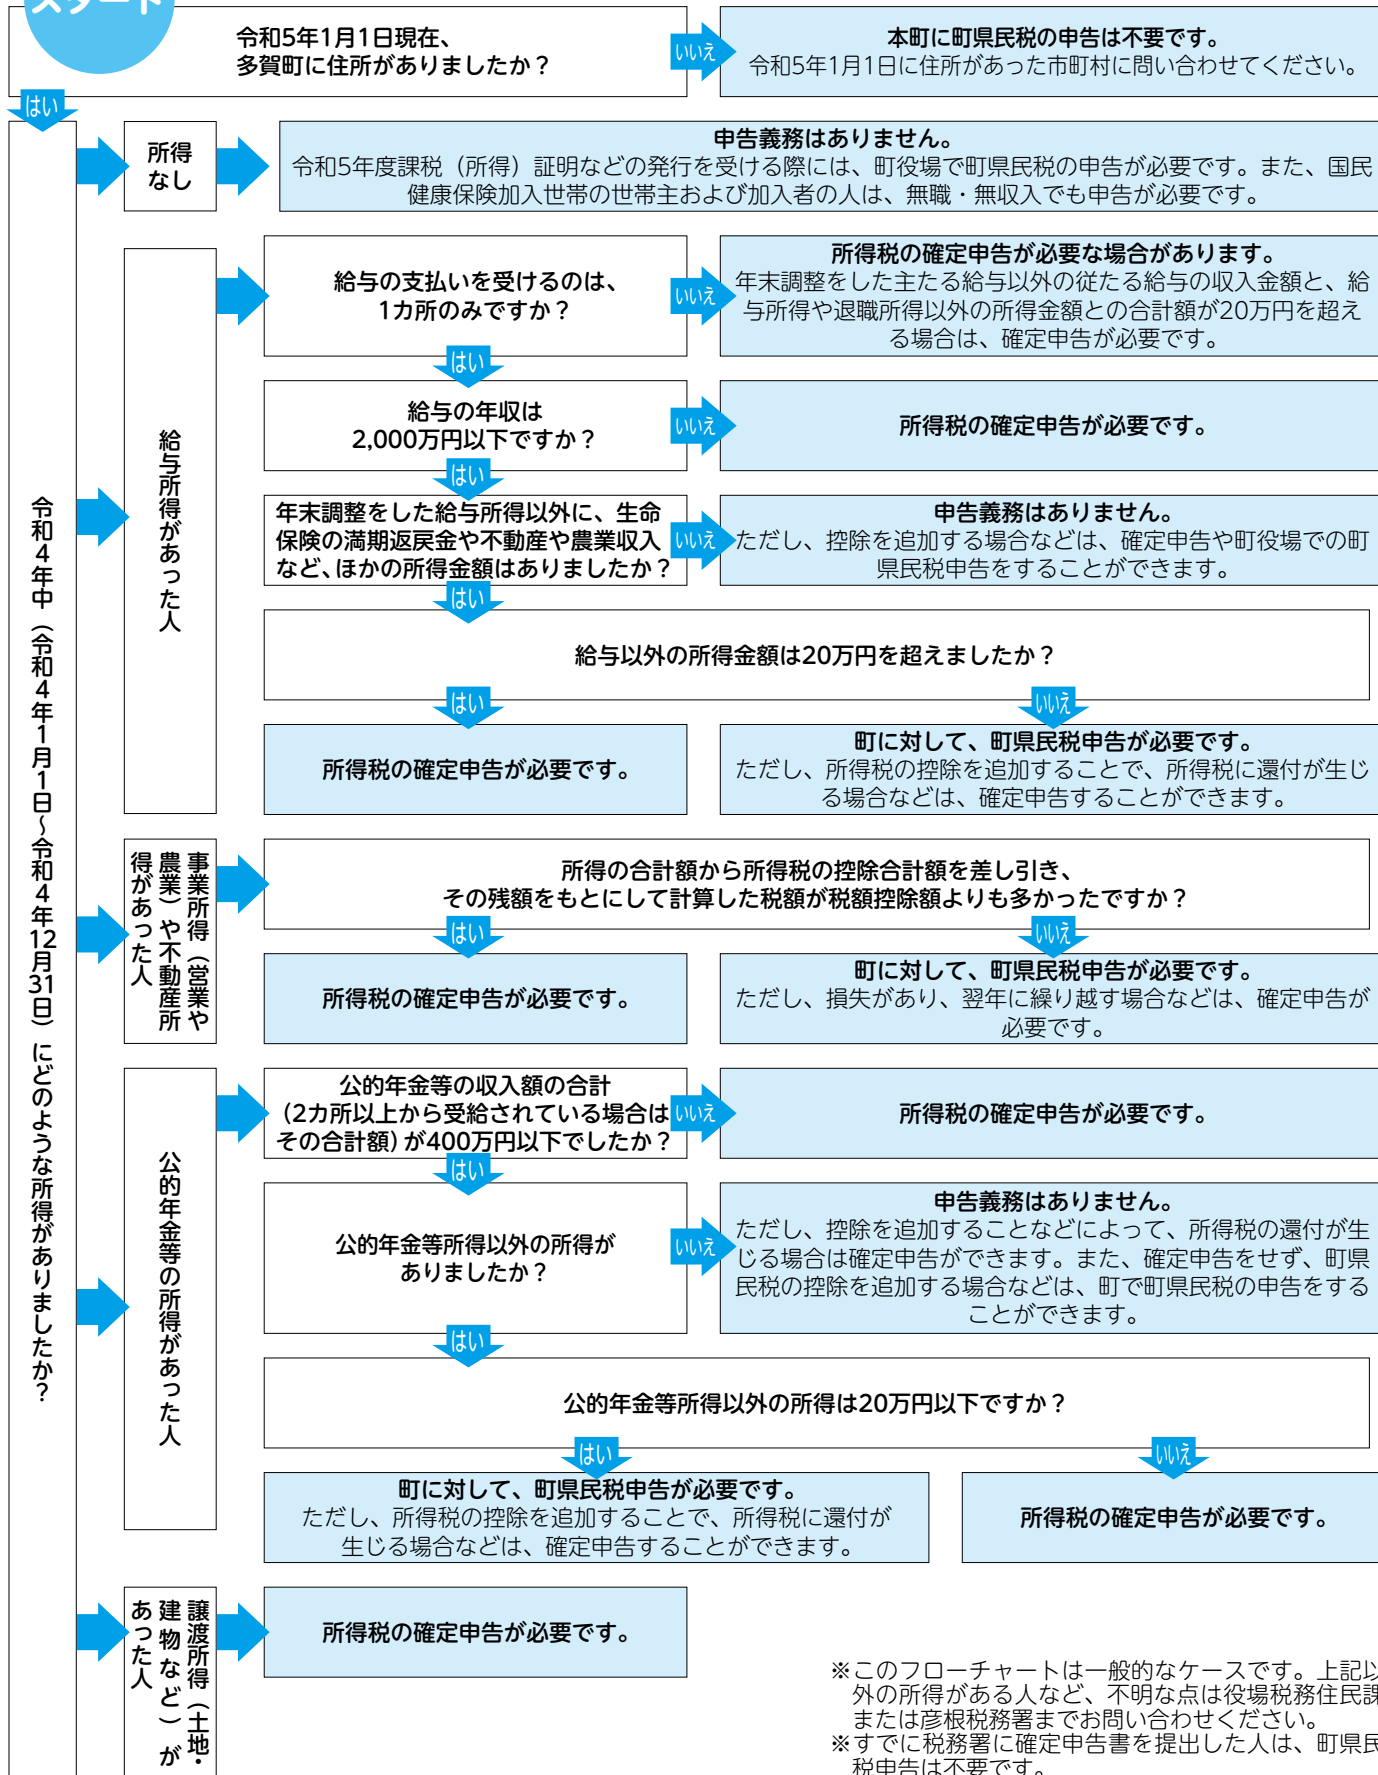 スタート
令和5年1月1日現在、
多賀町に住所がありましたか？
いいえ
本町に町県民税の申告は不要です。
令和5年1月1日に住所があった市町村に問い合わせてください。
はい
令和4年中（令和4年1月1日～令和4年12月31日）にどのような所得がありましたか？
所得
なし
申告義務はありません。
令和5年度課税（所得）証明などの発行を受ける際には、町役場で町県民税の申告が必要です。また、国民
健康保険加入世帯の世帯主および加入者の人は、無職・無収入でも申告が必要です。
給与所得があった人
給与の支払いを受けるのは、
1カ所のみですか？
いいえ
所得税の確定申告が必要な場合があります。
年末調整をした主たる給与以外の従たる給与の収入金額と、給
与所得や退職所得以外の所得金額との合計額が20万円を超え
る場合は、確定申告が必要です。
はい
給与の年収は
2,000万円以下ですか？
いいえ
所得税の確定申告が必要です。
はい
年末調整をした給与所得以外に、生命
保険の満期返戻金や不動産や農業収入
など、ほかの所得金額はありましたか？
いいえ
申告義務はありません。
ただし、控除を追加する場合などは、確定申告や町役場での町
県民税申告をすることができます。
はい
給与以外の所得金額は20万円を超えましたか？
はい
いいえ
所得税の確定申告が必要です。
町に対して、町県民税申告が必要です。
ただし、所得税の控除を追加することで、所得税に還付が生じ
る場合などは、確定申告することができます。
事業所得（営業や
農業）や不動産所
得があった人
所得の合計額から所得税の控除合計額を差し引き、
その残額をもとにして計算した税額が税額控除額よりも多かったですか？
はい
いいえ
所得税の確定申告が必要です。
町に対して、町県民税申告が必要です。
ただし、損失があり、翌年に繰り越す場合などは、確定申告が
必要です。
公的年金等の所得があった人
公的年金等の収入額の合計
（2カ所以上から受給されている場合は
その合計額）が400万円以下でしたか？
いいえ
所得税の確定申告が必要です。
はい
公的年金等所得以外の所得が
ありましたか？
いいえ
申告義務はありません。
ただし、控除を追加することなどによって、所得税の還付が生
じる場合は確定申告ができます。また、確定申告をせず、町県
民税の控除を追加する場合などは、町で町県民税の申告をする
ことができます。
はい
公的年金等所得以外の所得は20万円以下ですか？
はい
いいえ
町に対して、町県民税申告が必要です。
ただし、所得税の控除を追加することで、所得税に還付が
生じる場合などは、確定申告することができます。
所得税の確定申告が必要です。
譲渡所得（土地・
建物など）が
あった人
所得税の確定申告が必要です。
※このフローチャートは一般的なケースです。上記以
外の所得がある人など、不明な点は役場税務住民課
または彦根税務署までお問い合わせください。
※すでに税務署に確定申告書を提出した人は、町県民
税申告は不要です。